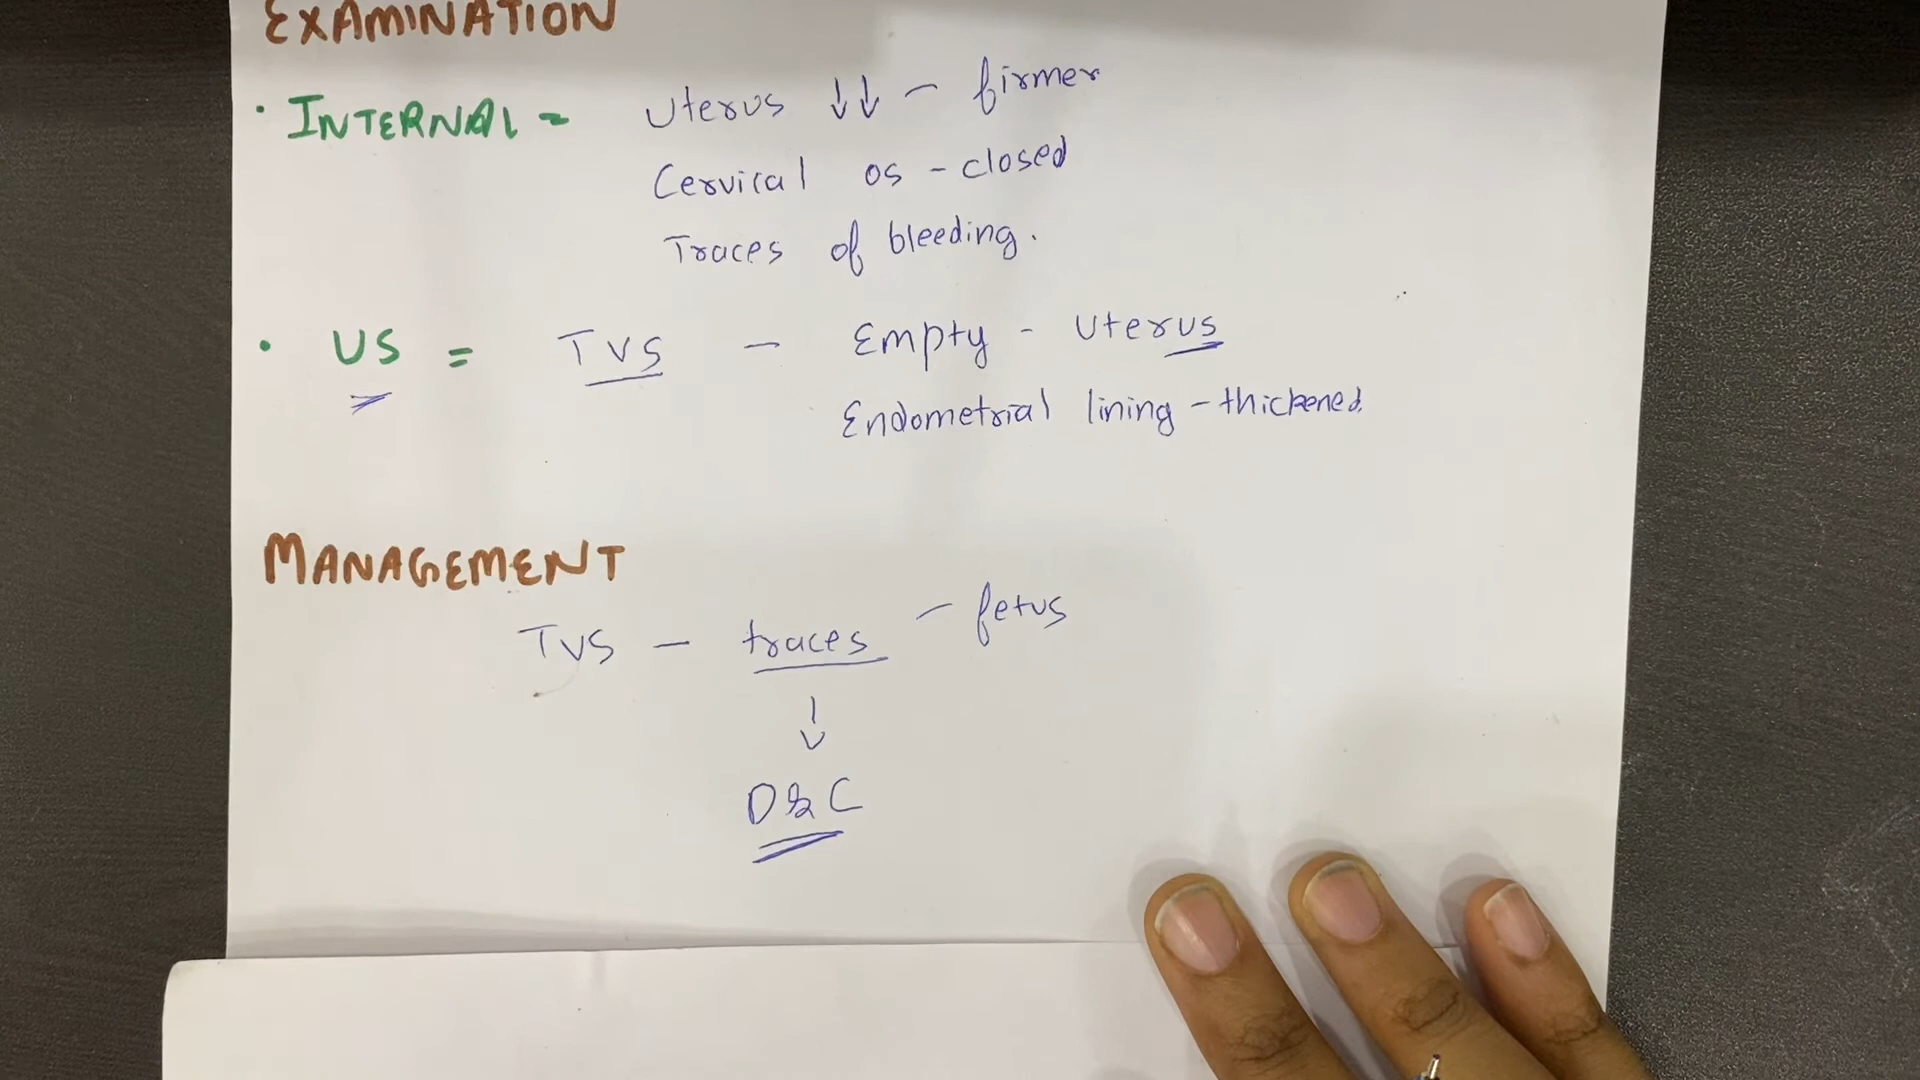 EXAMINATION
· INTERNAL = Uterus ↓↓ – firmer
Cervical os – closed
Traces of bleeding.
· US = TVS – Empty - Uterus
Endometrial lining – thickened.
MANAGEMENT
TVS – traces – fetus
↓
D & C